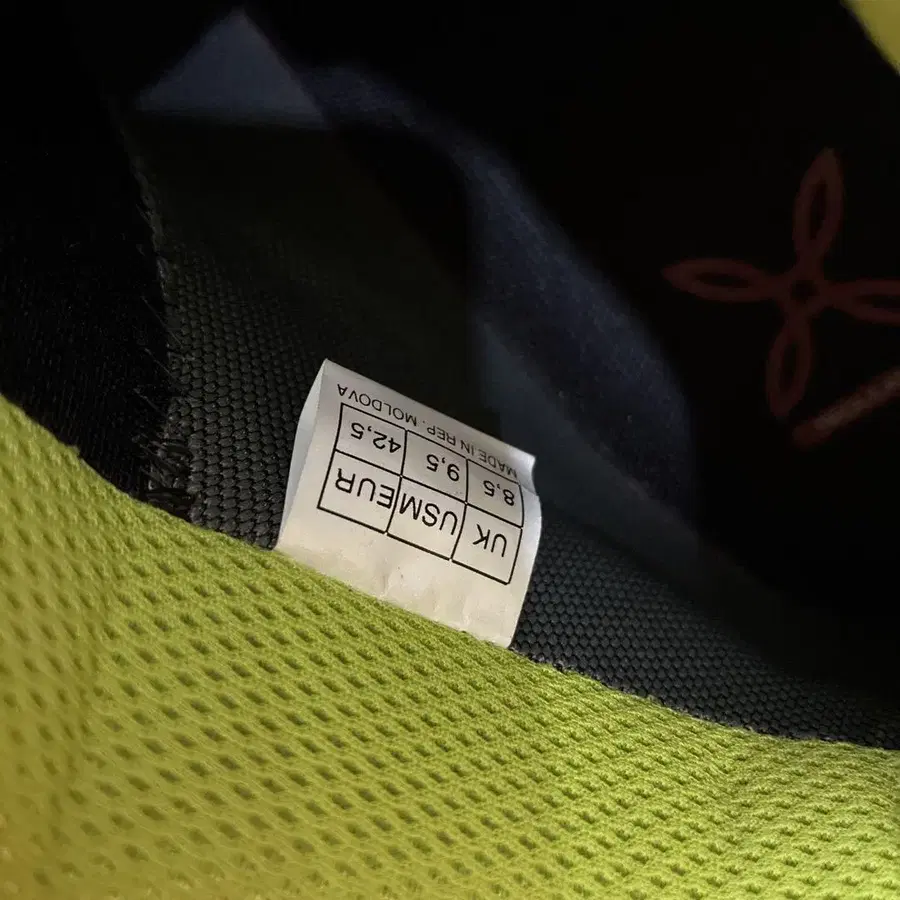 UK USM EUR
8,5 9,5 42,5
MADE IN REP. MOLDOVA